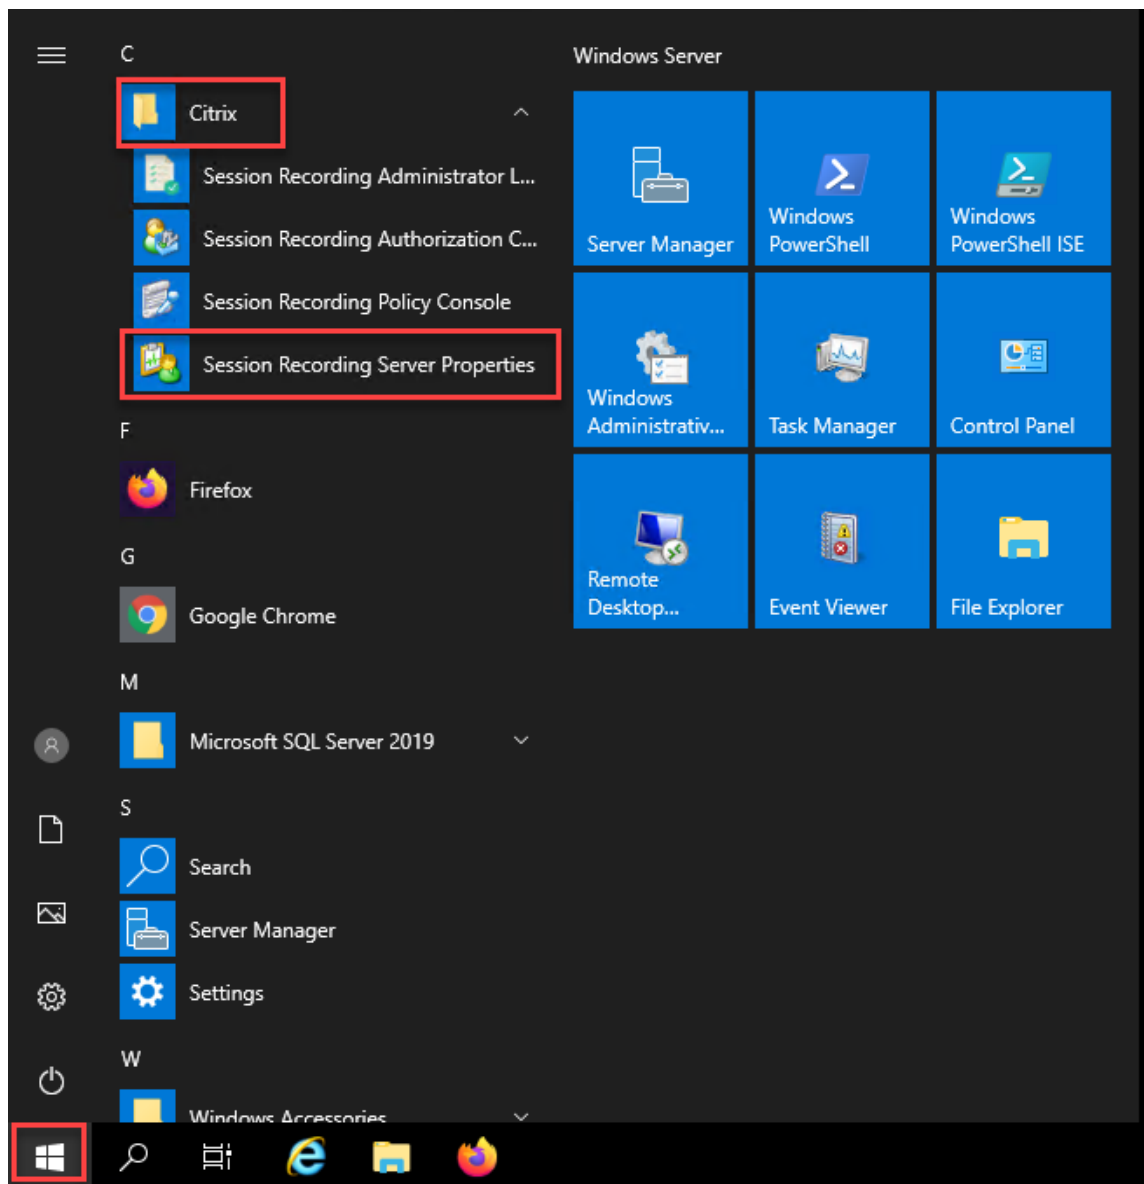 C
Citrix
Session Recording Administrator L...
Session Recording Authorization C...
Session Recording Policy Console
Session Recording Server Properties
F
Firefox
G
Google Chrome
M
Microsoft SQL Server 2019
S
Search
Server Manager
Settings
W
Windows Accessories
Windows Server
Server Manager
Windows
PowerShell
Windows
PowerShell ISE
Windows
Administrativ...
Task Manager
Control Panel
Remote
Desktop...
Event Viewer
File Explorer